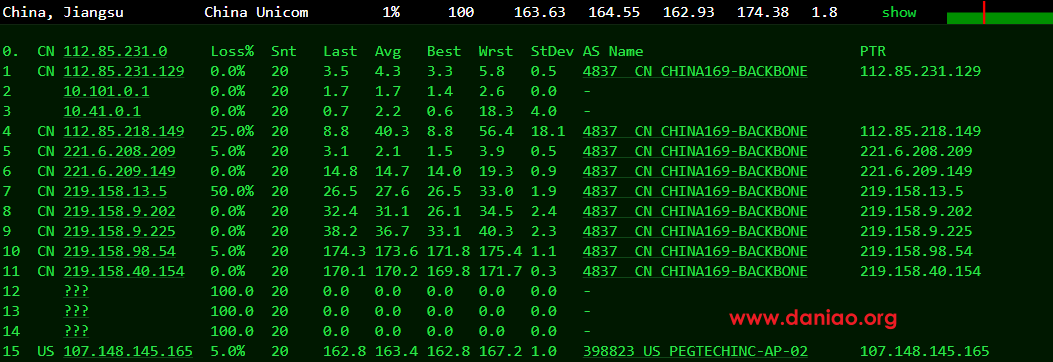 China, Jiangsu China Unicom 1% 100 163.63 164.55 162.93 174.38 1.8 show
0. CN 112.85.231.0 Loss% Snt Last Avg Best Wrst StDev AS Name PTR
1 CN 112.85.231.129 0.0% 20 3.5 4.3 3.3 5.8 0.5 4837 CN CHINA169-BACKBONE 112.85.231.129
2 10.101.0.1 0.0% 20 1.7 1.7 1.4 2.6 0.0 -
3 10.41.0.1 0.0% 20 0.7 2.2 0.6 18.3 4.0 -
4 CN 112.85.218.149 25.0% 20 8.8 40.3 8.8 56.4 18.1 4837 CN CHINA169-BACKBONE 112.85.218.149
5 CN 221.6.208.209 5.0% 20 3.1 2.1 1.5 3.9 0.5 4837 CN CHINA169-BACKBONE 221.6.208.209
6 CN 221.6.209.149 0.0% 20 14.8 14.7 14.0 19.3 0.9 4837 CN CHINA169-BACKBONE 221.6.209.149
7 CN 219.158.13.5 50.0% 20 26.5 27.6 26.5 33.0 1.9 4837 CN CHINA169-BACKBONE 219.158.13.5
8 CN 219.158.9.202 0.0% 20 32.4 31.1 26.1 34.5 2.4 4837 CN CHINA169-BACKBONE 219.158.9.202
9 CN 219.158.9.225 0.0% 20 38.2 36.7 33.1 40.3 2.3 4837 CN CHINA169-BACKBONE 219.158.9.225
10 CN 219.158.98.54 5.0% 20 174.3 173.6 171.8 175.4 1.1 4837 CN CHINA169-BACKBONE 219.158.98.54
11 CN 219.158.40.154 0.0% 20 170.1 170.2 169.8 171.7 0.3 4837 CN CHINA169-BACKBONE 219.158.40.154
12 ??? 100.0 20 0.0 0.0 0.0 0.0 0.0 -
13 ??? 100.0 20 0.0 0.0 0.0 0.0 0.0 -
www.daniao.org
14 ??? 100.0 20 0.0 0.0 0.0 0.0 0.0 -
15 US 107.148.145.165 5.0% 20 162.8 163.4 162.8 167.2 1.0 398823 US PEGTECHINC-AP-02 107.148.145.165